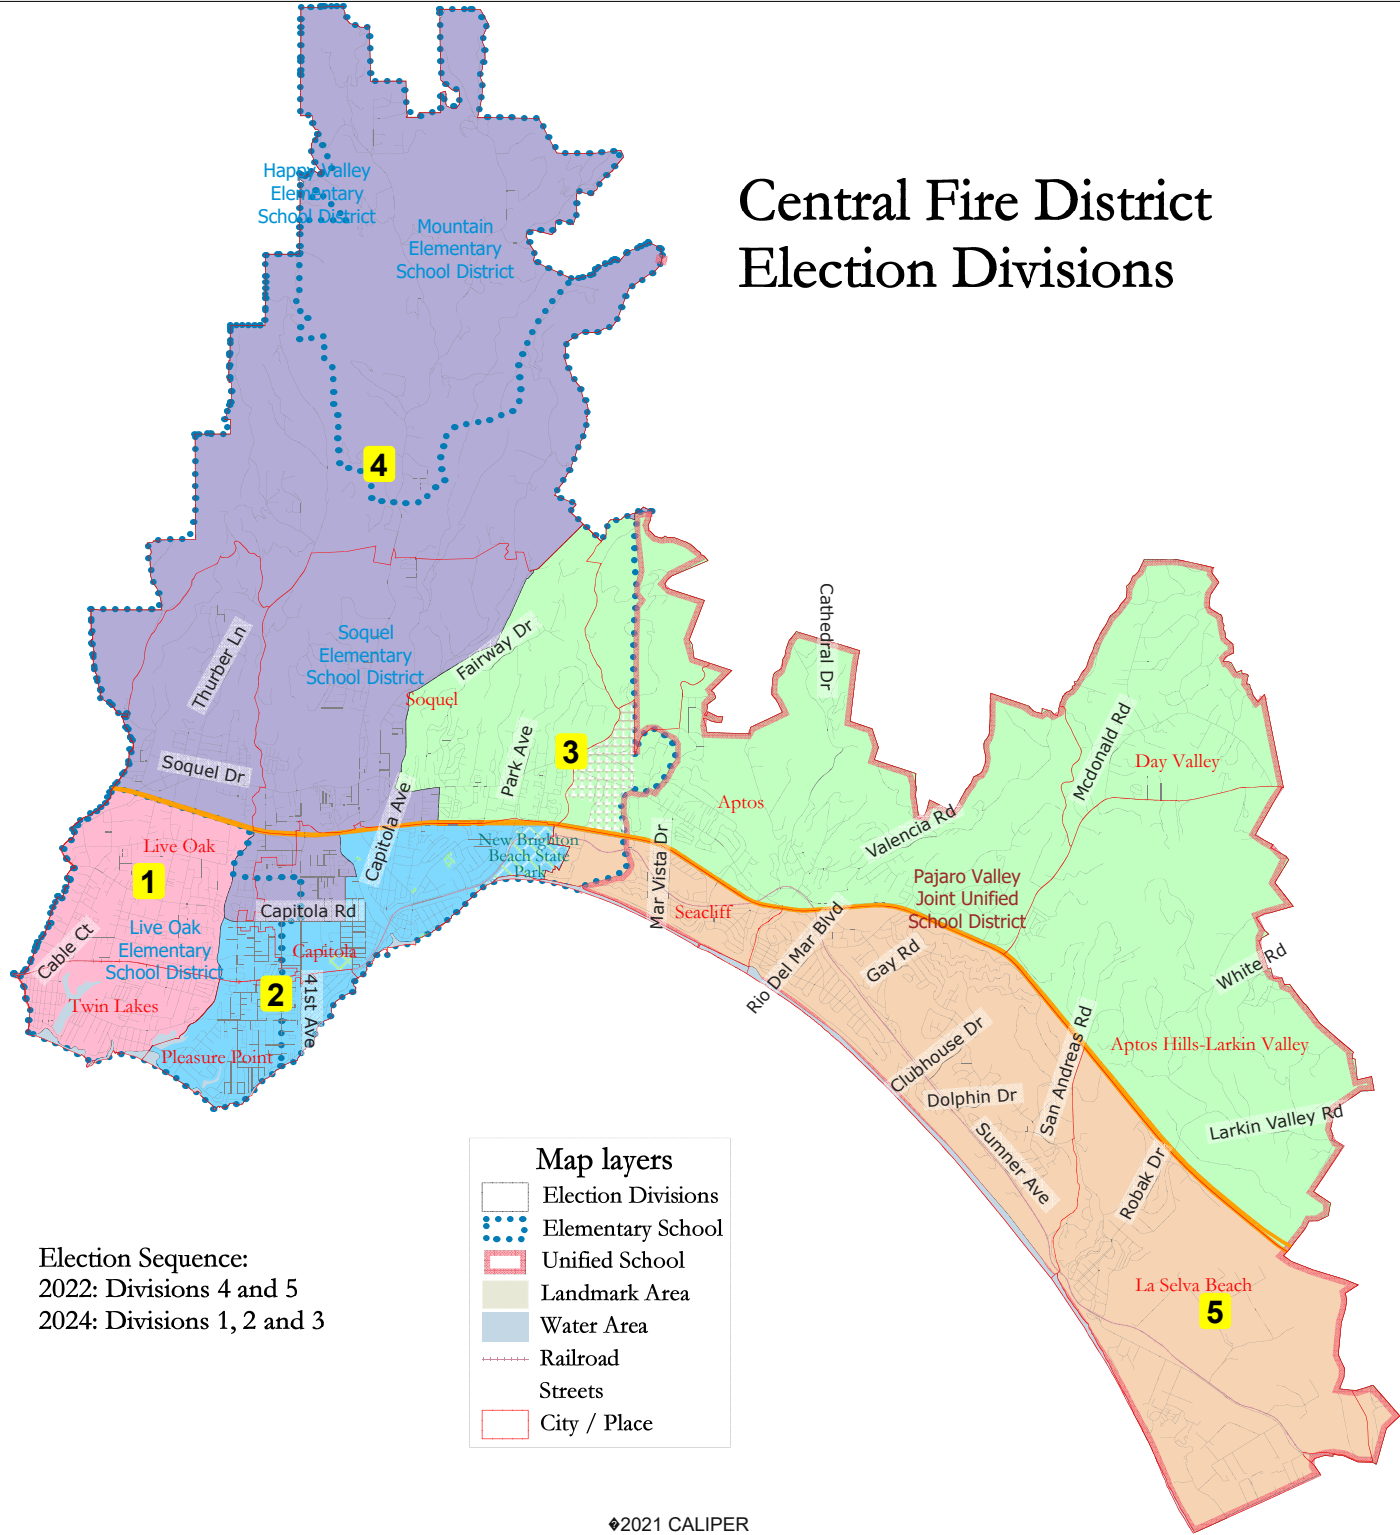 Central Fire District
Election Divisions
Happy Valley
Elementary
School District
Mountain
Elementary
School District
4
Cathedral Dr
Thurber Ln
Soquel
Elementary
School District
Fairway Dr
Soquel
Soquel Dr
Park Ave
3
Mcdonald Rd
Day Valley
Aptos
Valencia Rd
Capitola Ave
Live Oak
1
New Brighton
Beach State
Park
Mar Vista Dr
Pajaro Valley
Joint Unified
School District
Capitola Rd
Seacliff
Live Oak
Elementary
School District
Cable Ct
Capitola
Rio Del Mar Blvd
Gay Rd
White Rd
2
41st Ave
Twin Lakes
Pleasure Point
Clubhouse Dr
San Andreas Rd
Aptos Hills-Larkin Valley
Dolphin Dr
Larkin Valley Rd
Sumner Ave
Robak Dr
La Selva Beach
5
Map layers
Election Divisions
Elementary School
Unified School
Landmark Area
Water Area
Railroad
Streets
City / Place
Election Sequence:
2022: Divisions 4 and 5
2024: Divisions 1, 2 and 3
�2021 CALIPER